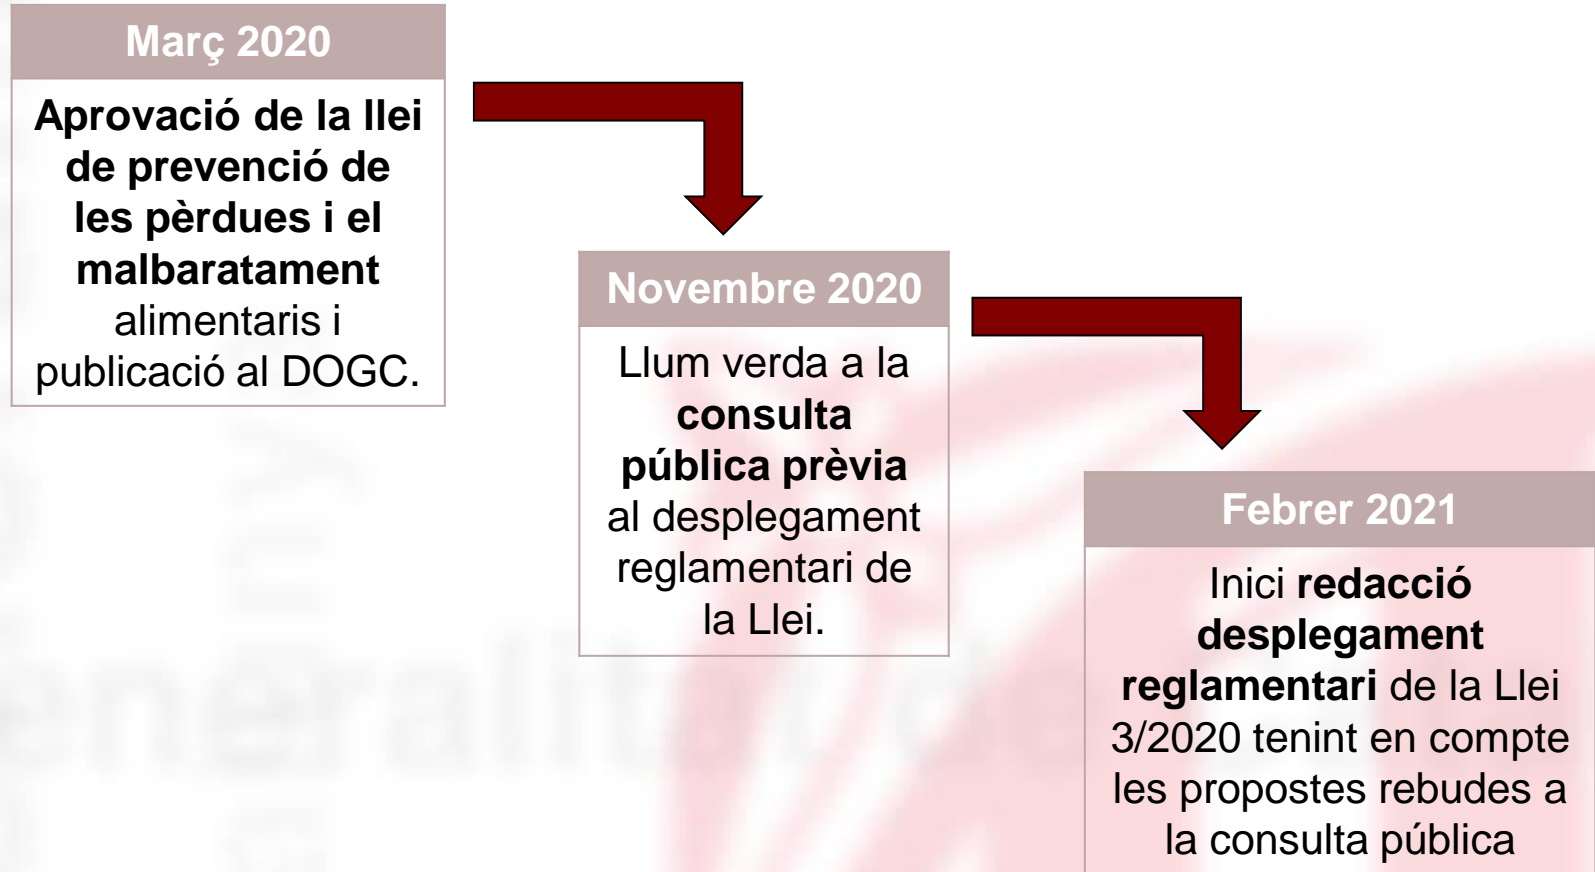 Març 2020
Aprovació de la llei
de prevenció de
les pèrdues i el
malbaratament
alimentaris i
publicació al DOGC.
Novembre 2020
Llum verda a la
consulta
pública prèvia
al desplegament
reglamentari de
la Llei.
Febrer 2021
Inici redacció
desplegament
reglamentari de la Llei
3/2020 tenint en compte
les propostes rebudes a
la consulta pública